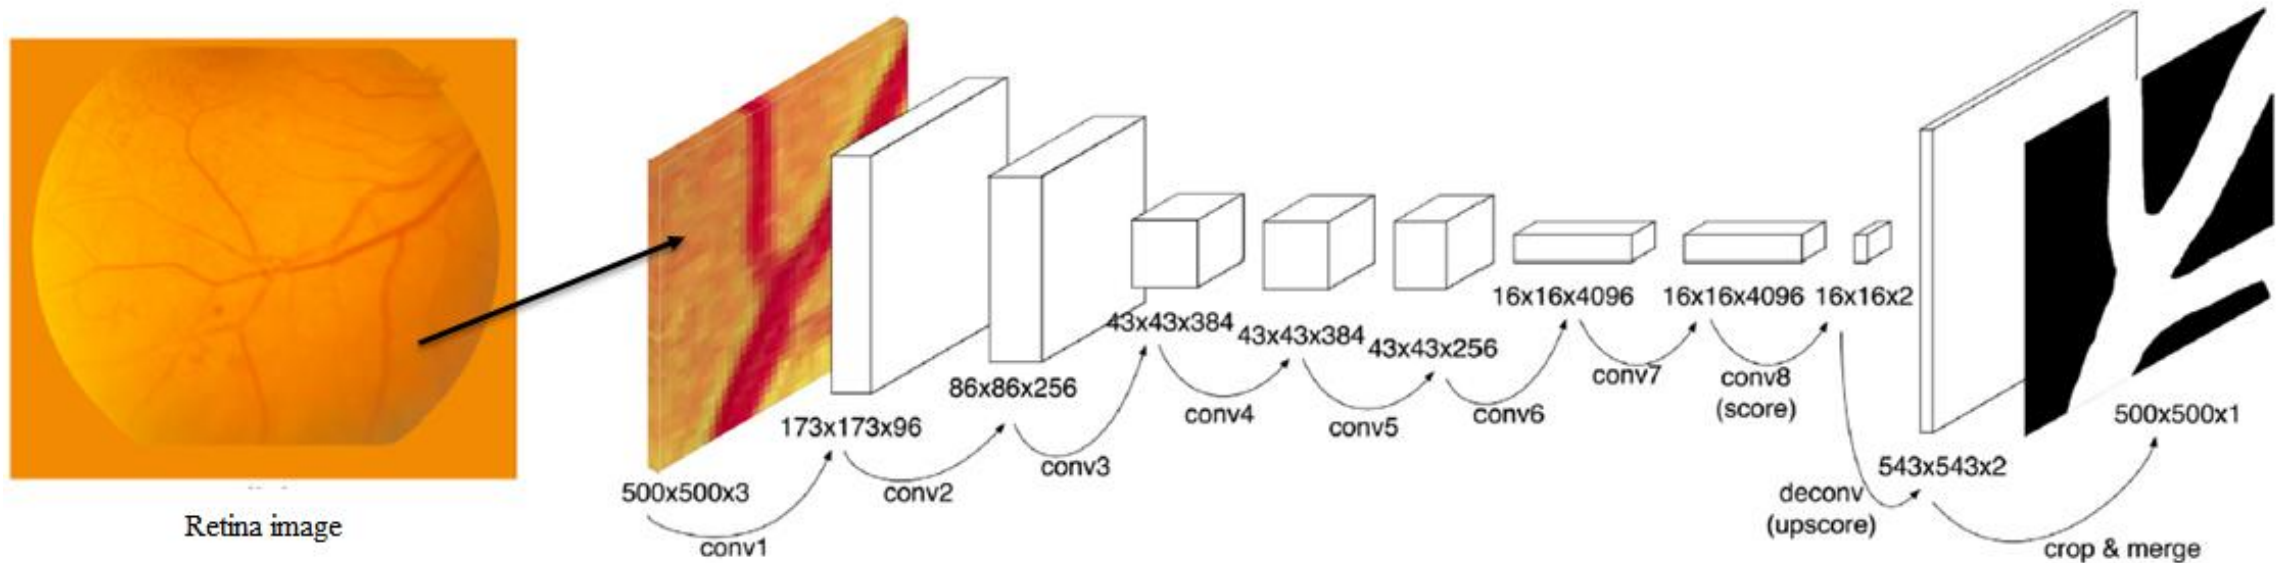 Retina image
500x500x3
conv1
173x173x96
conv2
86x86x256
conv3
43x43x384
conv4
43x43x384
conv5
43x43x256
conv6
16x16x4096
conv7
16x16x4096
conv8
(score)
16x16x2
deconv
(upscore)
543x543x2
crop & merge
500x500x1